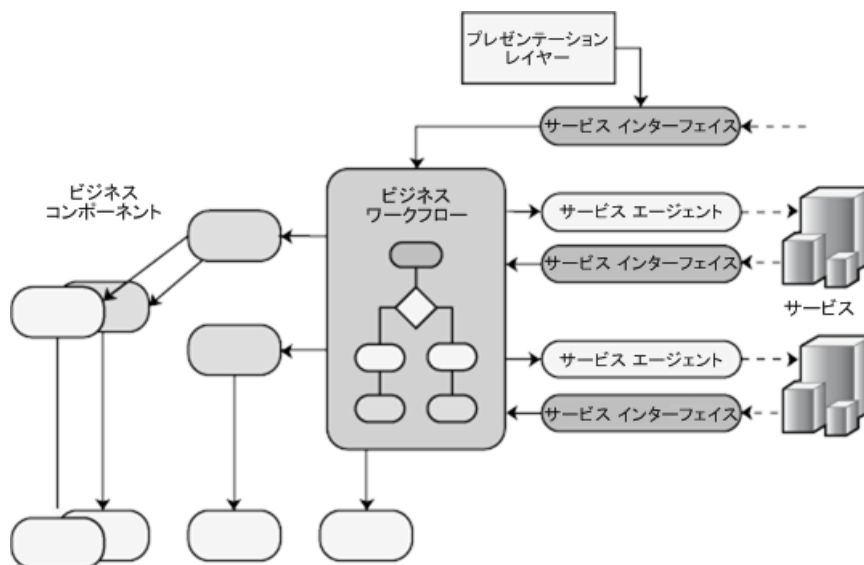 プレゼンテーション
レイヤー
サービス インターフェイス
ビジネス
コンポーネント
ビジネス
ワークフロー
サービス エージェント
サービス インターフェイス
サービス
サービス エージェント
サービス インターフェイス